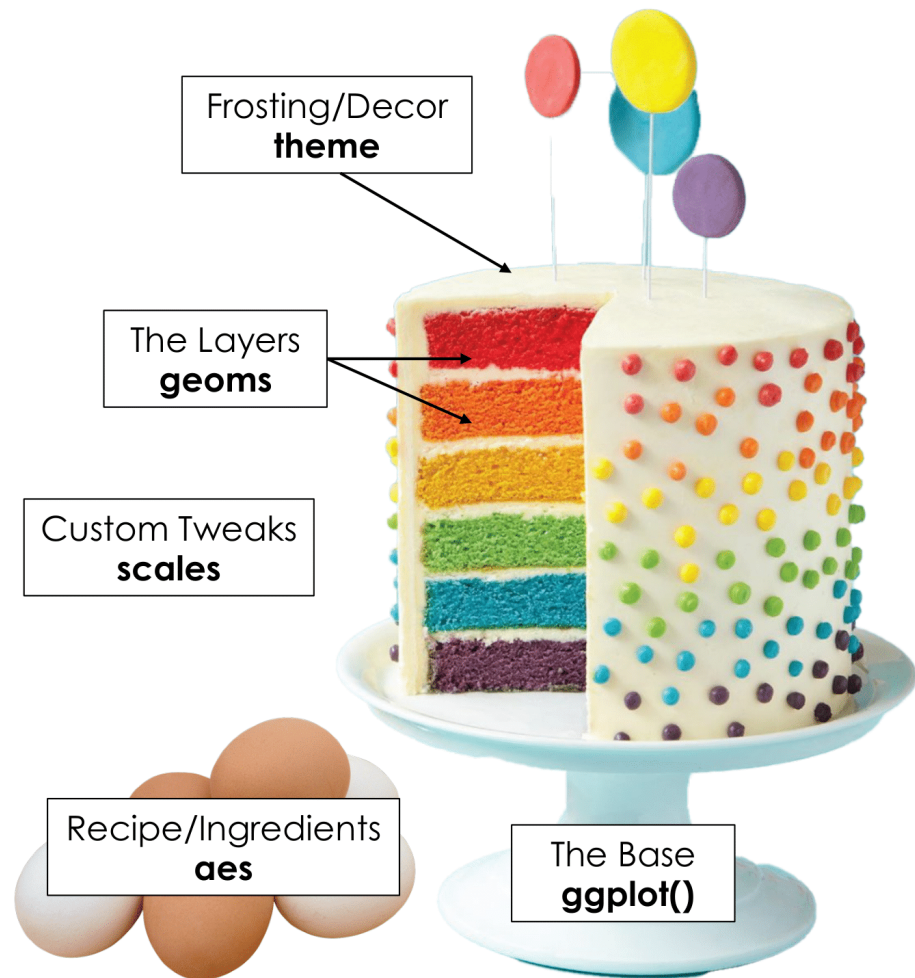 Frosting/Decor
theme
The Layers
geoms
Custom Tweaks
scales
Recipe/Ingredients
aes
The Base
ggplot()